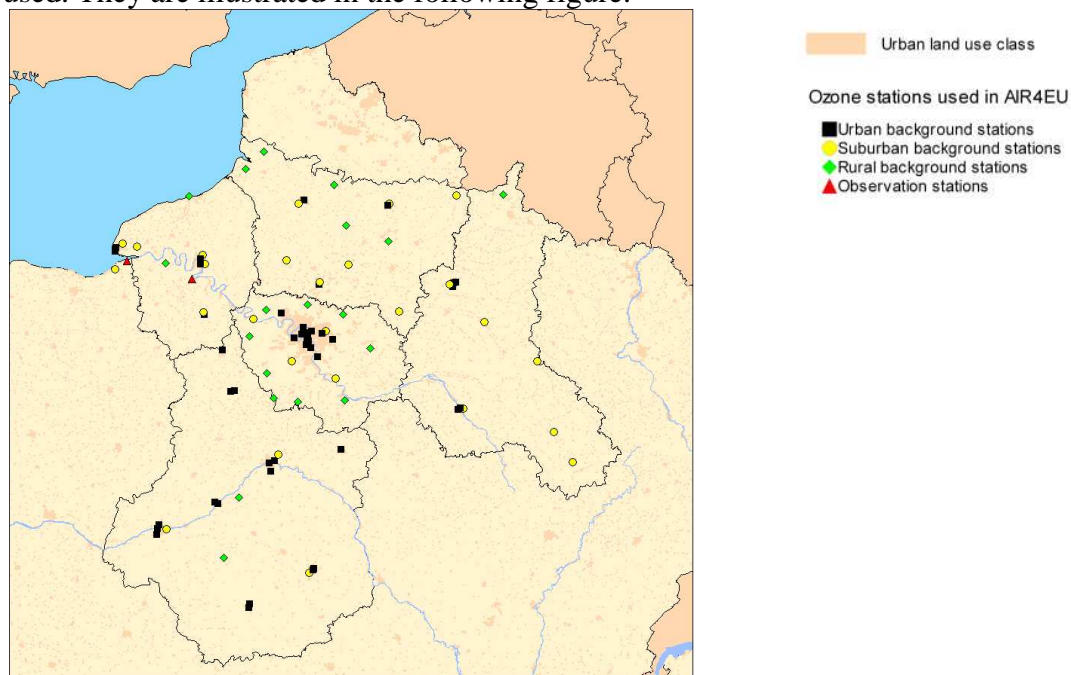 used. They are illustrated in the following figure:
Urban land use class
Ozone stations used in AIR4EU
Urban background stations
Suburban background stations
Rural background stations
Observation stations